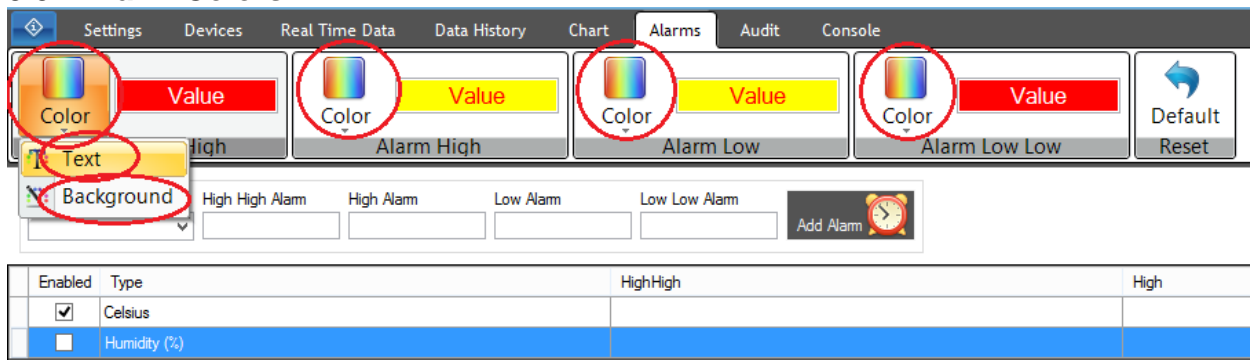 Settings Devices Real Time Data Data History Chart Alarms Audit Console
Color Value Color Value Color Value Color Value Default
High Alarm High Alarm Low Alarm Low Low Reset
Text
Background
High High Alarm High Alarm Low Alarm Low Low Alarm
Add Alarm
Enabled Type HighHigh High
Celsius
Humidity (%)